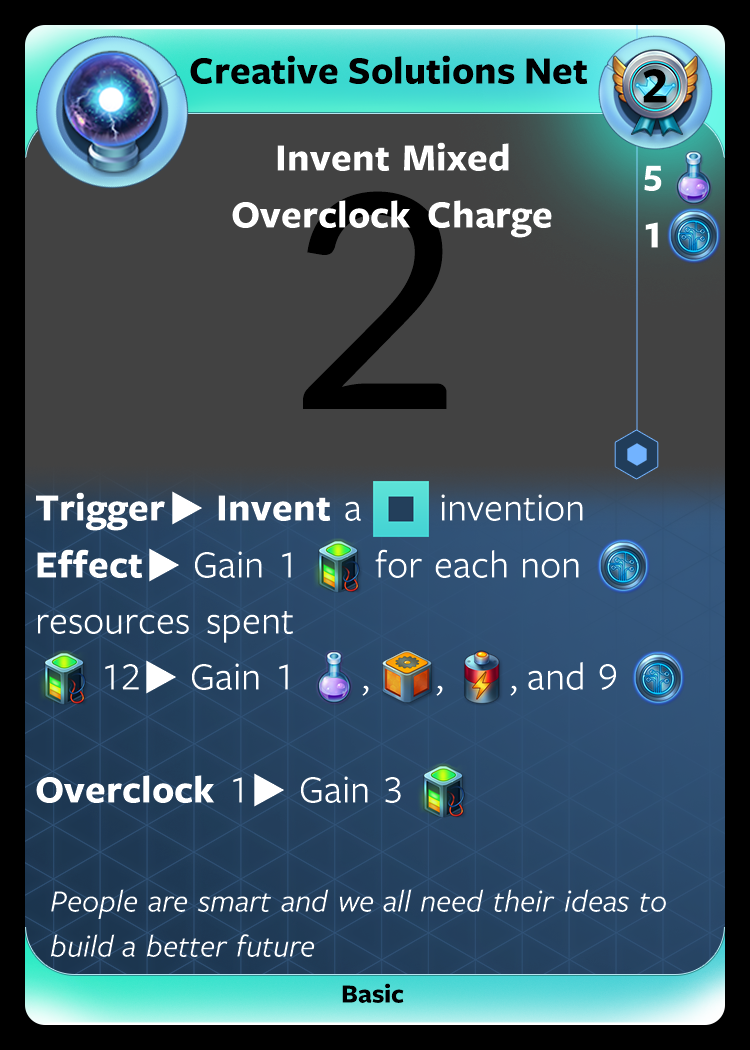 Creative Solutions Net
2
Invent Mixed
5
Overclock Charge
1
2
Trigger▶ Invent a invention
Effect▶ Gain 1 for each non
resources spent
12▶ Gain 1 , , , and 9
Overclock 1▶ Gain 3
People are smart and we all need their ideas to
build a better future
Basic